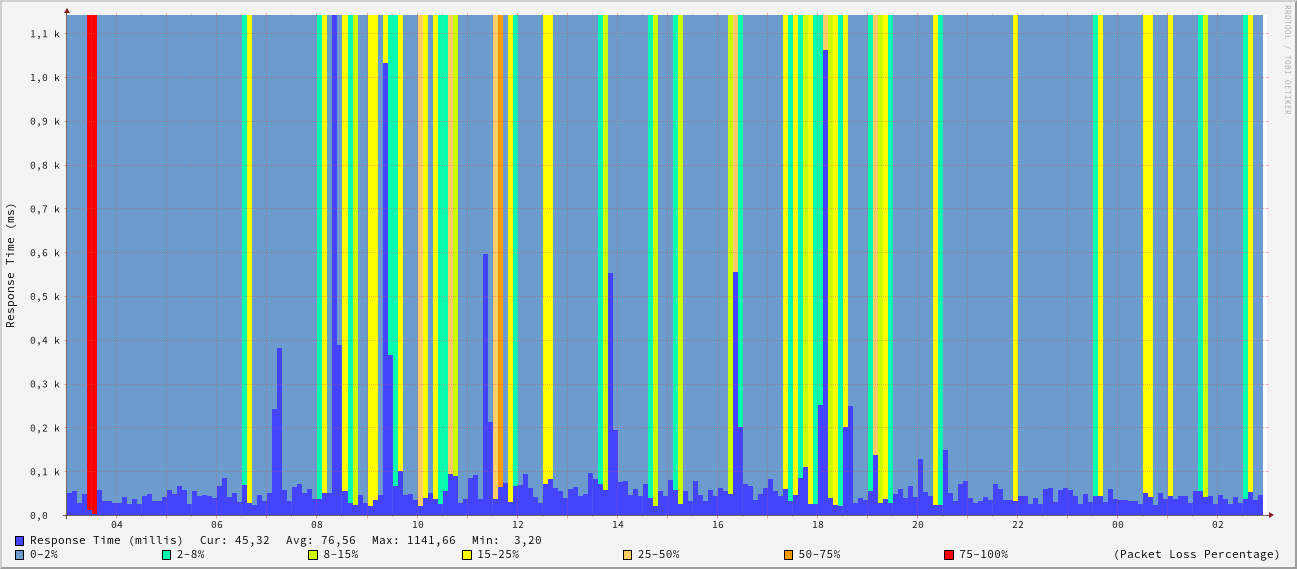 RRDTOOL / TOBI OETIKER
Response Time (ms)
1,1 k
1,0 k
0,9 k
0,8 k
0,7 k
0,6 k
0,5 k
0,4 k
0,3 k
0,2 k
0,1 k
0,0
04 06 08 10 12 14 16 18 20 22 00 02
Response Time (millis) Cur: 45,32 Avg: 76,56 Max: 1141,66 Min: 3,20
0-2% 2-8% 8-15% 15-25% 25-50% 50-75% 75-100% (Packet Loss Percentage)